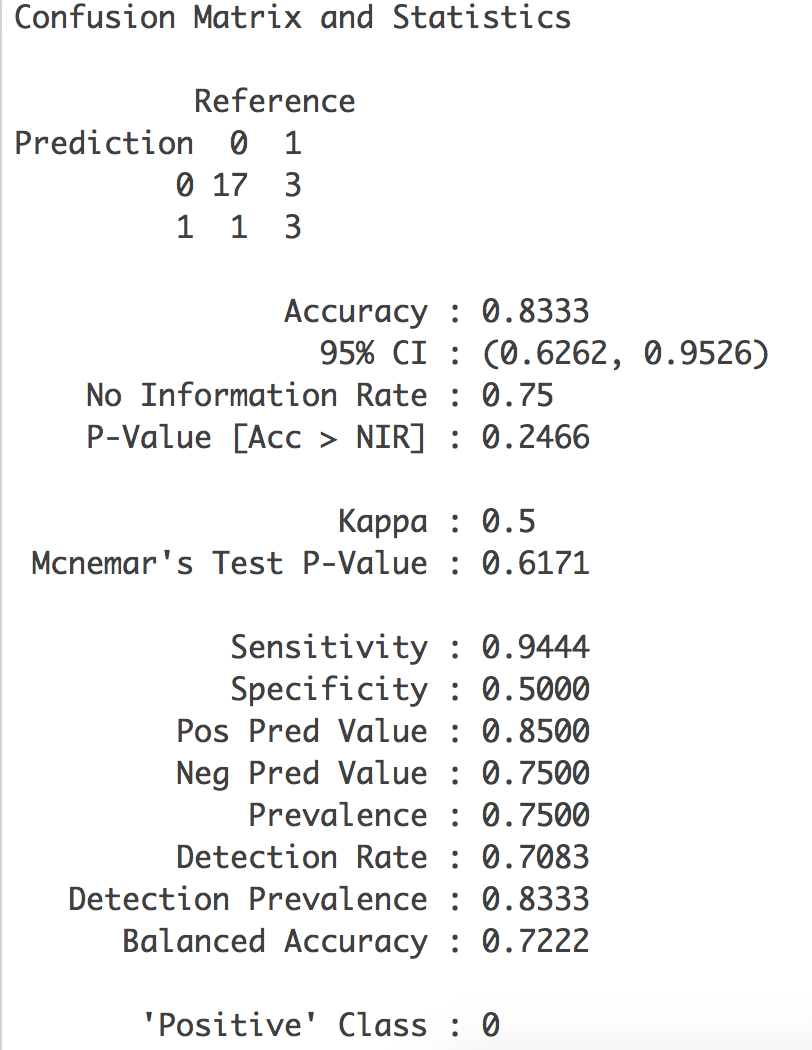 Confusion Matrix and Statistics
Reference
Prediction 0 1
0 17 3
1 1 3
Accuracy : 0.8333
95% CI : (0.6262, 0.9526)
No Information Rate : 0.75
P-Value [Acc > NIR] : 0.2466
Kappa : 0.5
Mcnemar's Test P-Value : 0.6171
Sensitivity : 0.9444
Specificity : 0.5000
Pos Pred Value : 0.8500
Neg Pred Value : 0.7500
Prevalence : 0.7500
Detection Rate : 0.7083
Detection Prevalence : 0.8333
Balanced Accuracy : 0.7222
'Positive' Class : 0